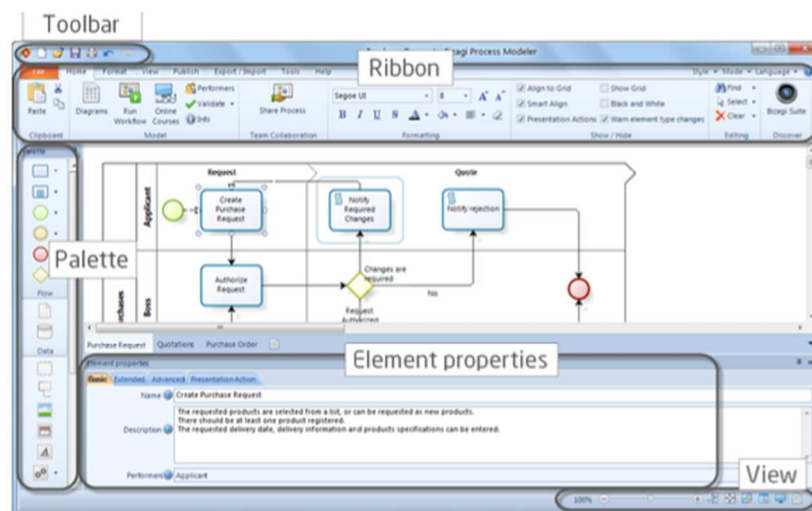 Toolbar
Bizagi Process Modeler
Ribbon
File Home Format View Publish Export / Import Tools Help
Style Mode Language
Paste
Clipboard
Diagrams
Run Workflow
Online Courses
Performers
Validate
Info
Model
Share Process
Team Collaboration
Segoe UI 8
B I U S A
Formatting
Align to Grid
Smart Align
Presentation Actions
Show Grid
Black and White
Warn element type changes
Show / Hide
Find
Select
Clear
Editing
Bizagi Suite
Discover
Palette
Palette
Flow
Data
Request
Quote
Applicant
Create
Purchase
Request
Notify
Required
Changes
Notify rejection
Boss
Authorize
Request
Changes are
required
No
Request
Authorized
Purchase Request Quotations Purchase Order
Element properties
Element properties
Basic Extended Advanced Presentation Action
Name Create Purchase Request
Description
The requested products are selected from a list, or can be requested as new products.
There should be at least one product registered.
The requested delivery date, delivery information and products specifications can be entered.
Performers Applicant
View
100%